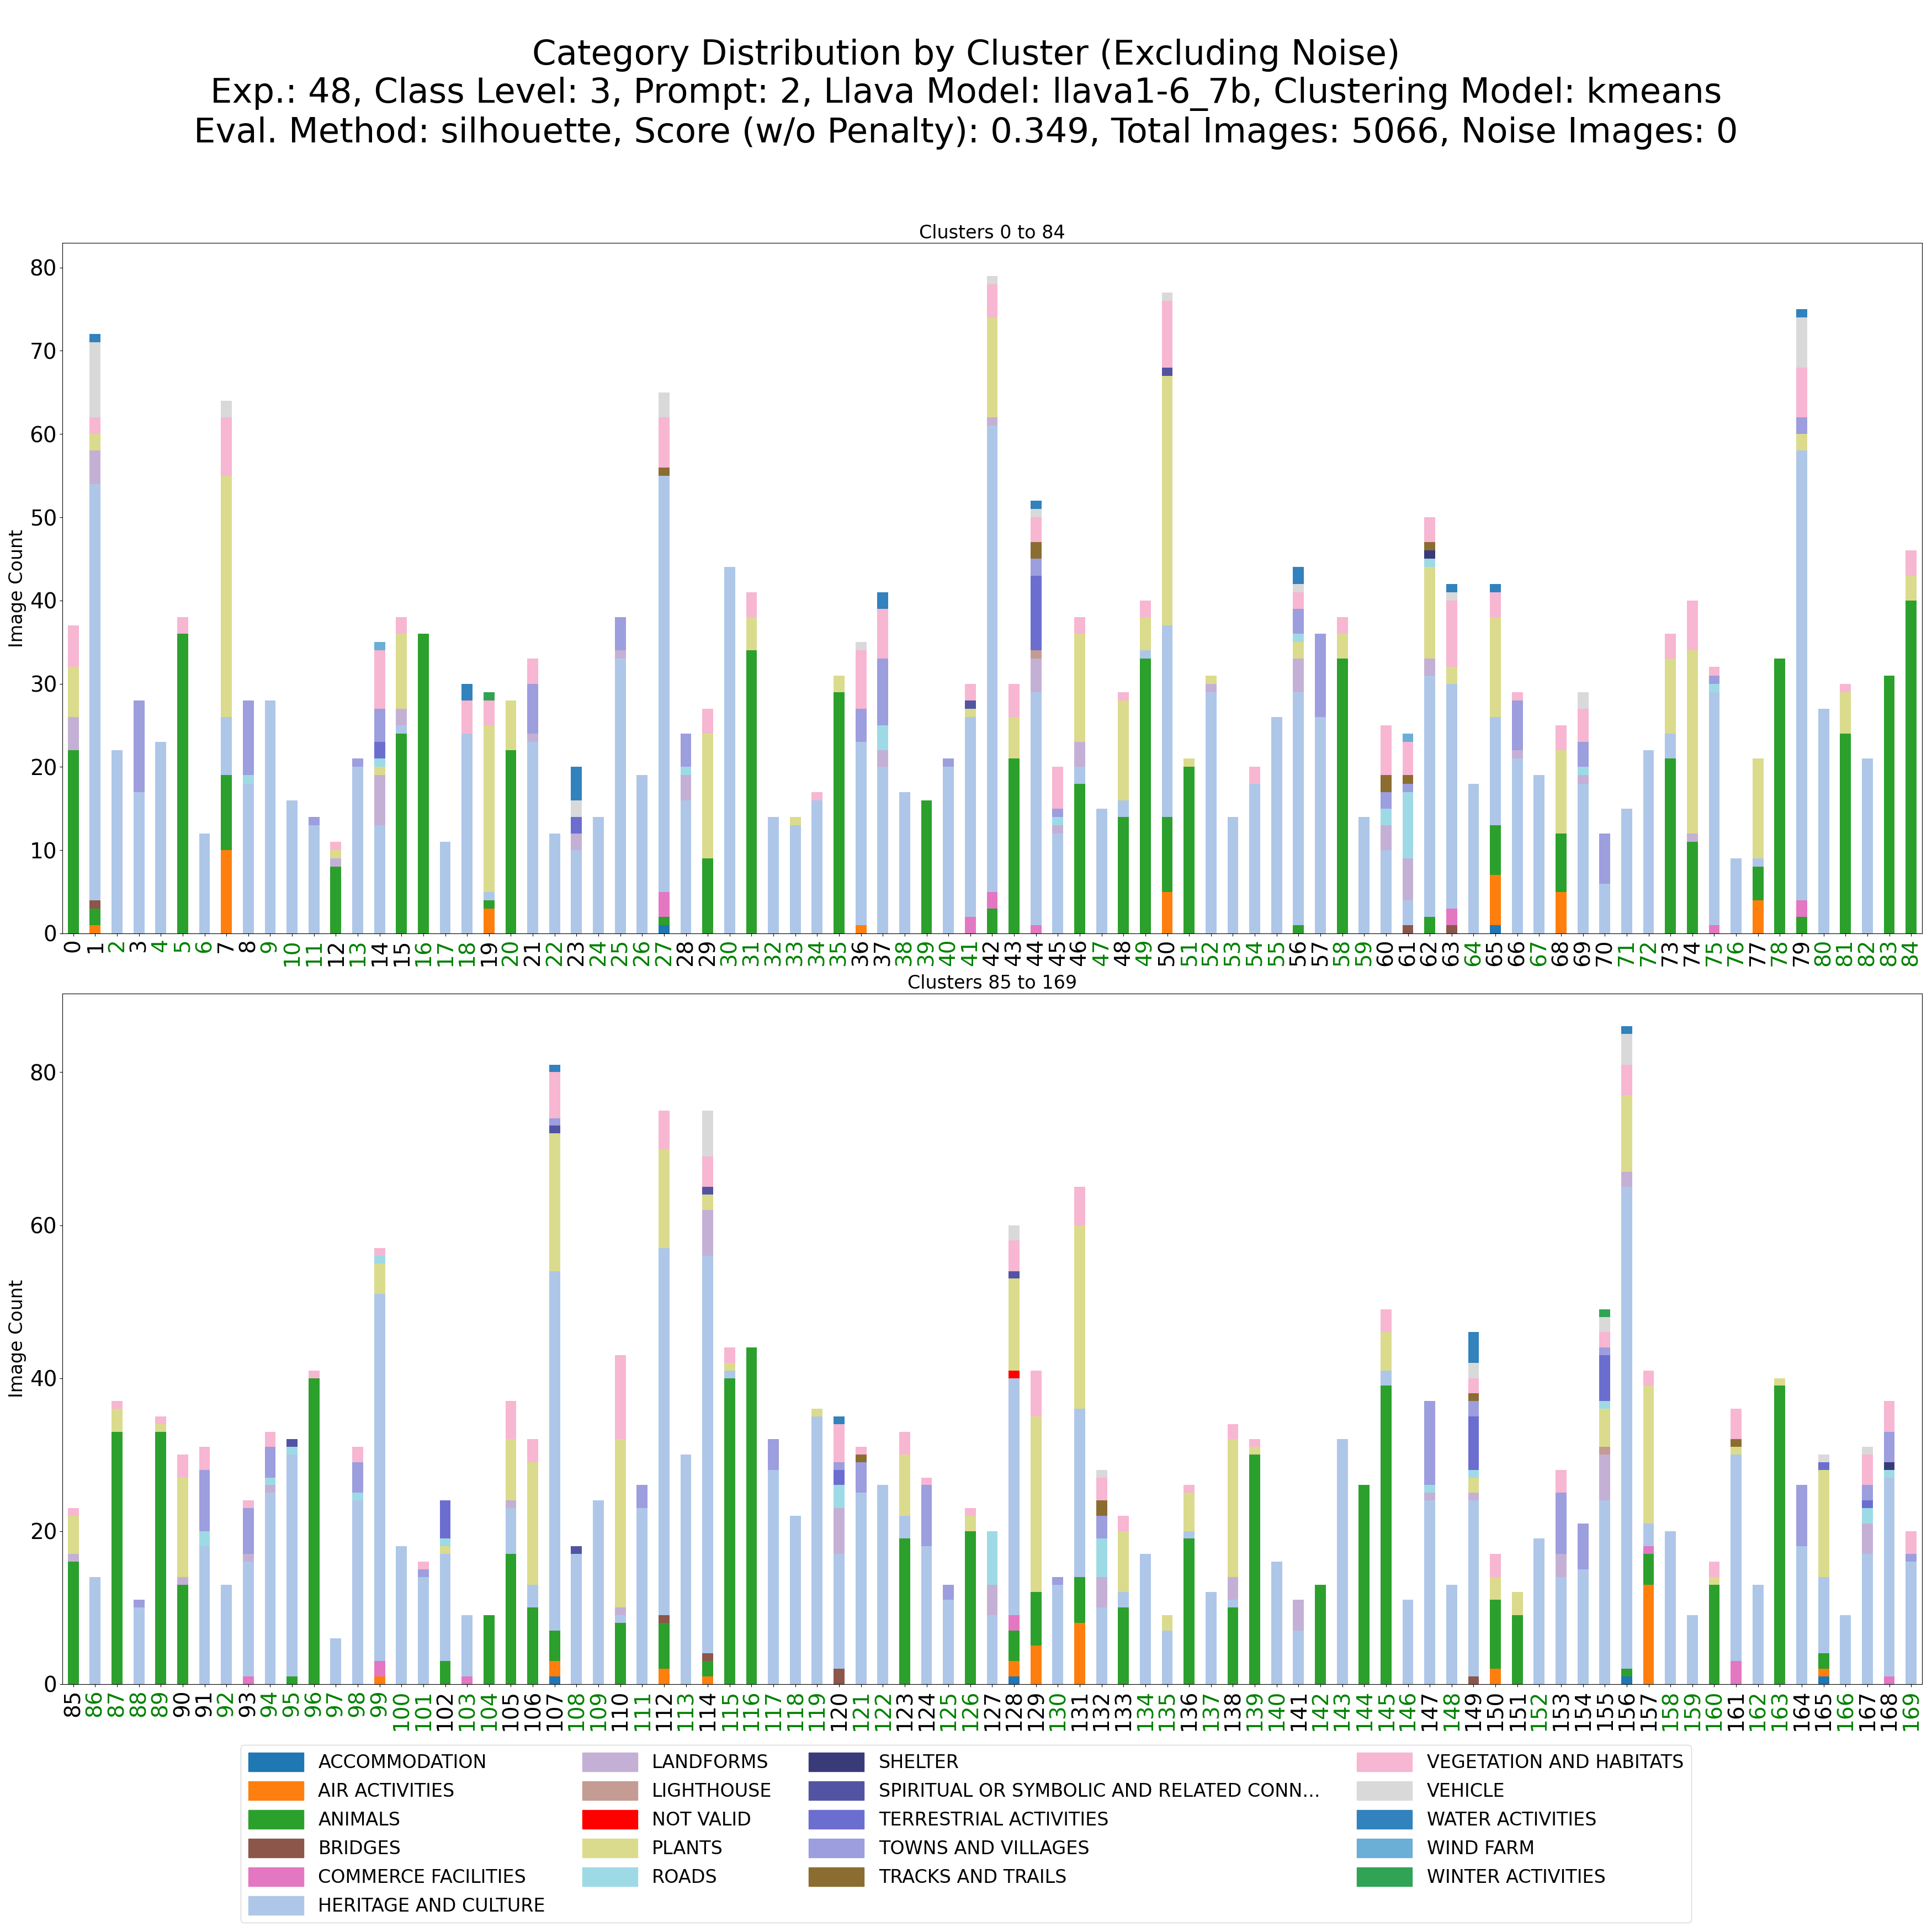 Category Distribution by Cluster (Excluding Noise)
Exp.: 48, Class Level: 3, Prompt: 2, Llava Model: llava1-6_7b, Clustering Model: kmeans
Eval. Method: silhouette, Score (w/o Penalty): 0.349, Total Images: 5066, Noise Images: 0
Clusters 0 to 84
80
70
60
50
40
30
20
10
0
Image Count
0 1 2 3 4 5 6 7 8 9 10 11 12 13 14 15 16 17 18 19 20 21 22 23 24 25 26 27 28 29 30 31 32 33 34 35 36 37 38 39 40 41 42 43 44 45 46 47 48 49 50 51 52 53 54 55 56 57 58 59 60 61 62 63 64 65 66 67 68 69 70 71 72 73 74 75 76 77 78 79 80 81 82 83 84
Clusters 85 to 169
80
60
40
20
0
Image Count
85 86 87 88 89 90 91 92 93 94 95 96 97 98 99 100 101 102 103 104 105 106 107 108 109 110 111 112 113 114 115 116 117 118 119 120 121 122 123 124 125 126 127 128 129 130 131 132 133 134 135 136 137 138 139 140 141 142 143 144 145 146 147 148 149 150 151 152 153 154 155 156 157 158 159 160 161 162 163 164 165 166 167 168 169
ACCOMMODATION
AIR ACTIVITIES
ANIMALS
BRIDGES
COMMERCE FACILITIES
HERITAGE AND CULTURE
LANDFORMS
LIGHTHOUSE
NOT VALID
PLANTS
ROADS
SHELTER
SPIRITUAL OR SYMBOLIC AND RELATED CONN...
TERRESTRIAL ACTIVITIES
TOWNS AND VILLAGES
TRACKS AND TRAILS
VEGETATION AND HABITATS
VEHICLE
WATER ACTIVITIES
WIND FARM
WINTER ACTIVITIES